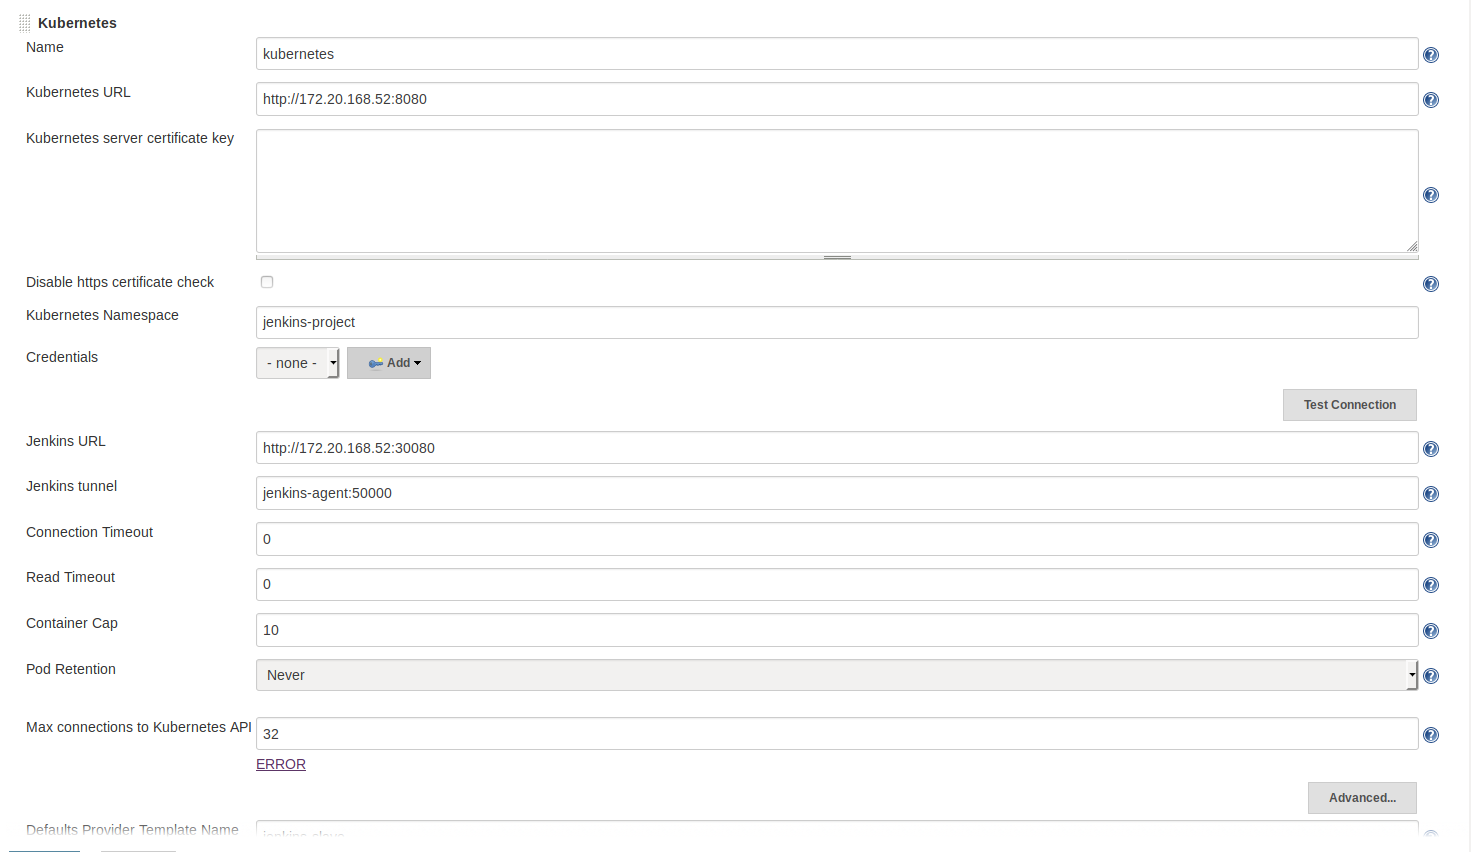 Kubernetes
Name
kubernetes
Kubernetes URL
http://172.20.168.52:8080
Kubernetes server certificate key
Disable https certificate check
Kubernetes Namespace
jenkins-project
Credentials
- none -
Add
Test Connection
Jenkins URL
http://172.20.168.52:30080
Jenkins tunnel
jenkins-agent:50000
Connection Timeout
0
Read Timeout
0
Container Cap
10
Pod Retention
Never
Max connections to Kubernetes API
32
ERROR
Advanced...
Defaults Provider Template Name
jenkins-slave